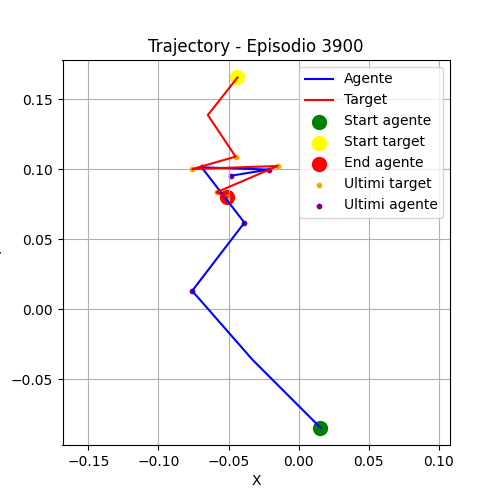 Trajectory - Episodio 3900
Agente
Target
Start agente
Start target
End agente
Ultimi target
Ultimi agente
0.15
0.10
0.05
0.00
−0.05
−0.15
−0.10
−0.05
0.00
0.05
0.10
X